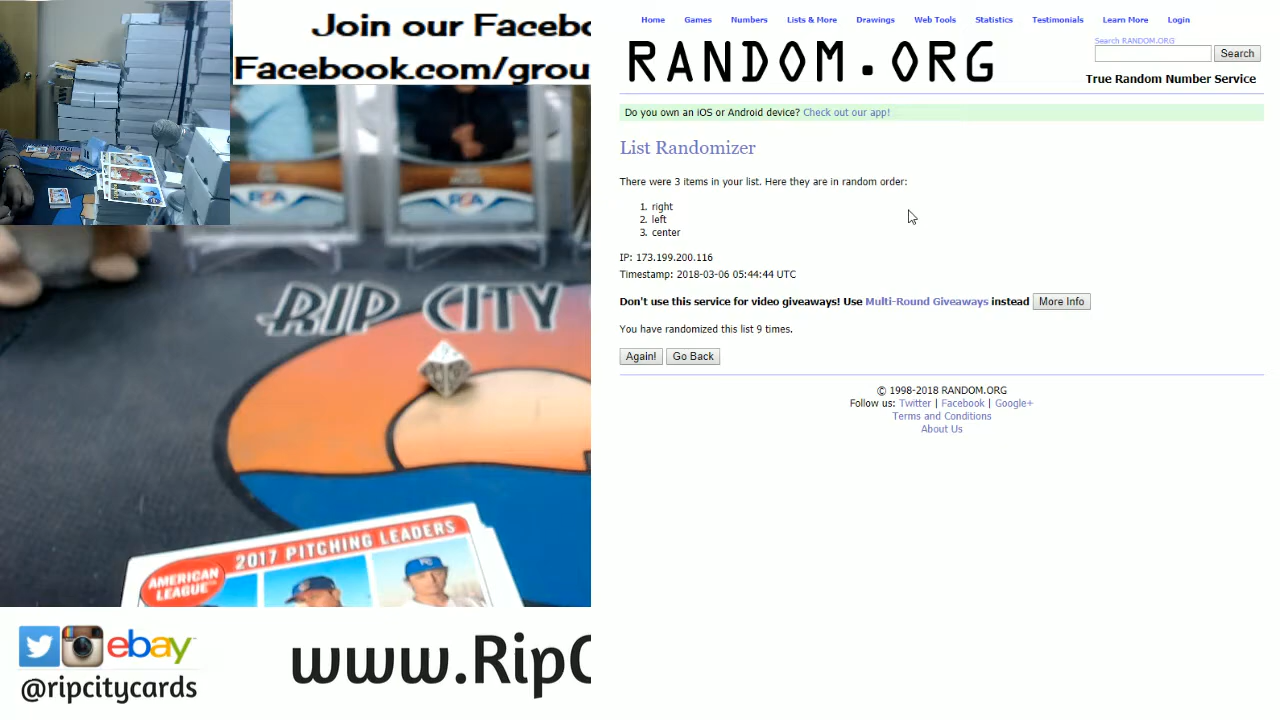 Join our Facebo
Facebook.com/grou
RIP CITY
2017 PITCHING LEADERS
AMERICAN
LEAGUE
ebay
@ripcitycards
www.RipC
Home Games Numbers Lists & More Drawings Web Tools Statistics Testimonials Learn More Login
RANDOM.ORG
Search RANDOM.ORG
Search
True Random Number Service
Do you own an iOS or Android device? Check out our app!
List Randomizer
There were 3 items in your list. Here they are in random order:
1. right
2. left
3. center
IP: 173.199.200.116
Timestamp: 2018-03-06 05:44:44 UTC
Don't use this service for video giveaways! Use Multi-Round Giveaways instead More Info
You have randomized this list 9 times.
Again! Go Back
© 1998-2018 RANDOM.ORG
Follow us: Twitter | Facebook | Google+
Terms and Conditions
About Us